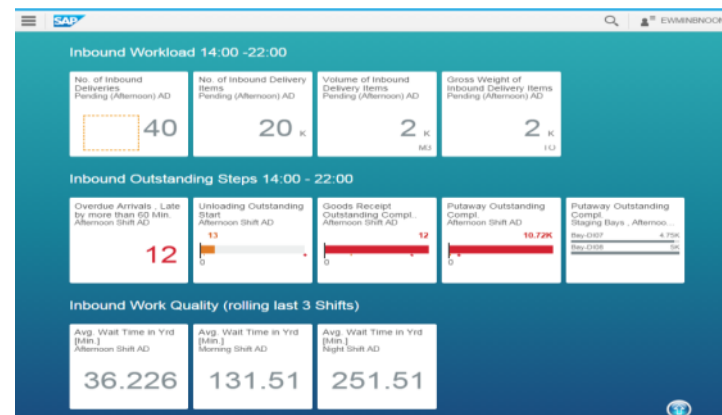 SAP
EWMINBNOON
Inbound Workload 14:00 -22:00
No. of Inbound
Deliveries
Pending (Afternoon) AD
40
No. of Inbound Delivery
Items
Pending (Afternoon) AD
20 K
Volume of Inbound
Delivery Items
Pending (Afternoon) AD
2 K
M3
Gross Weight of
Inbound Delivery Items
Pending (Afternoon) AD
2 K
TO
Inbound Outstanding Steps 14:00 - 22:00
Overdue Arrivals , Late
by more than 60 Min.
Afternoon Shift AD
12
Unloading Outstanding
Start
Afternoon Shift AD
13
0
Goods Receipt
Outstanding Compl..
Afternoon Shift AD
12
0
Putaway Outstanding
Compl.
Afternoon Shift AD
10.72K
0
Putaway Outstanding
Compl.
Staging Bays , Afternoo...
Bay-DI07 4.75K
Bay-DI08 5K
Inbound Work Quality (rolling last 3 Shifts)
Avg. Wait Time in Yrd
[Min.]
Afternoon Shift AD
36.226
Avg. Wait Time in Yrd
[Min.]
Morning Shift AD
131.51
Avg. Wait Time in Yrd
[Min.]
Night Shift AD
251.51